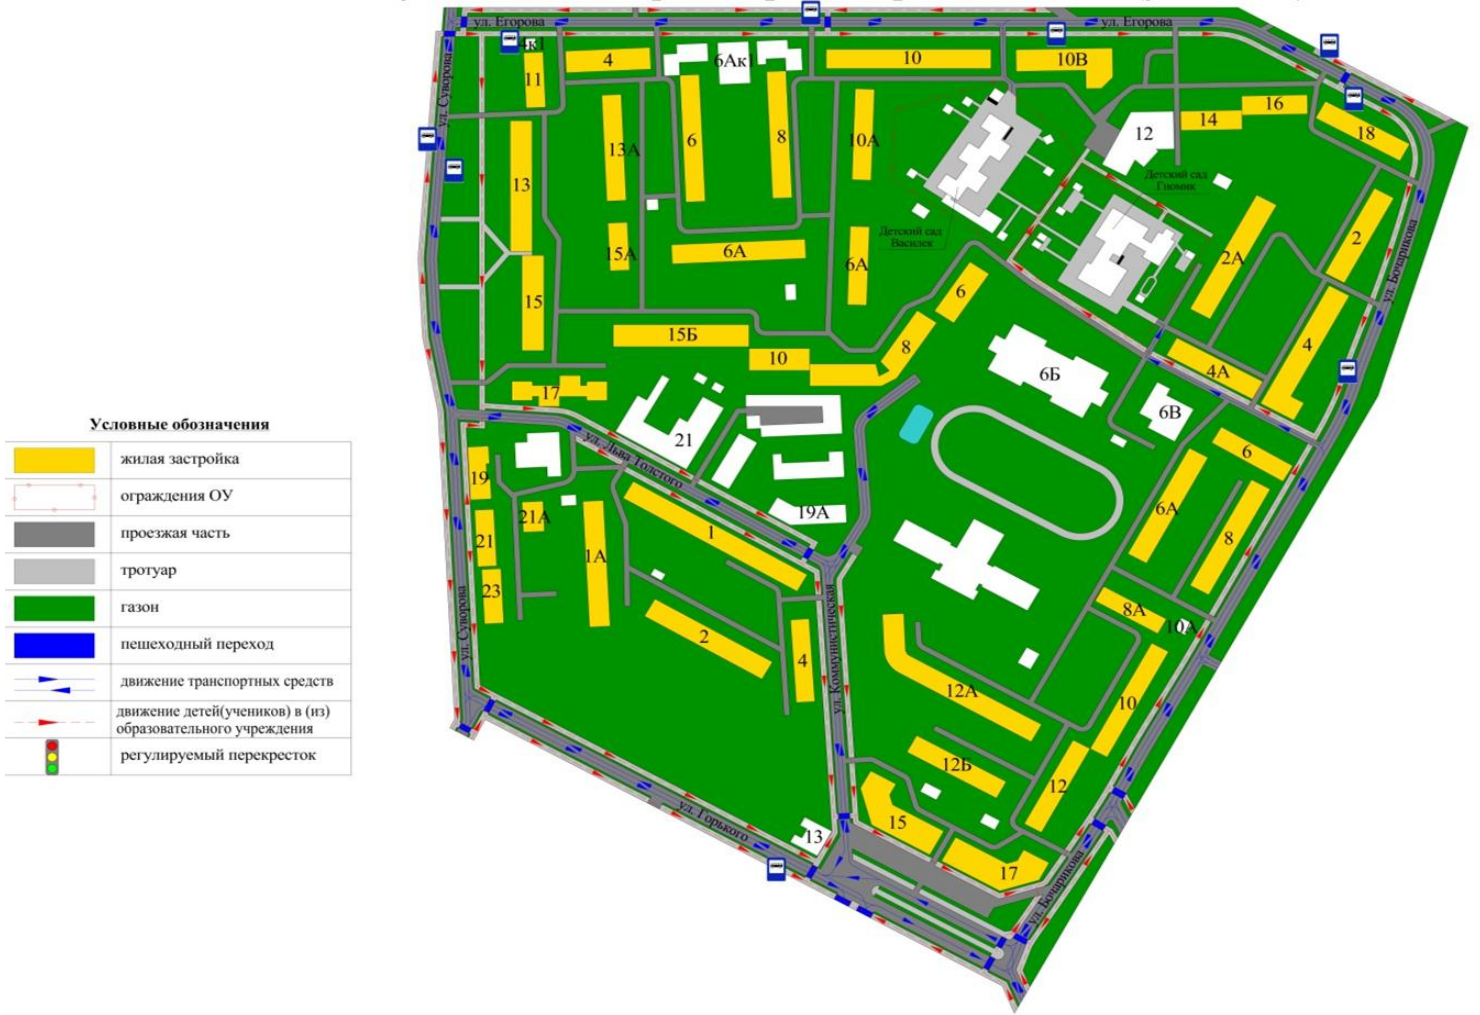 ул. Егорова
ул. Егорова
4к1
4
6Ак1
10
10В
11
ул. Суворова
16
14
12
18
13А
6
8
10А
13
Детский сад
Гномик
Детский сад
Василек
15А
6А
6А
2А
2
ул. Бочарикова
15
6
15Б
10
8
4
4А
6Б
17
6В
Условные обозначения
жилая застройка
ограждения ОУ
проезжая часть
тротуар
газон
пешеходный переход
движение транспортных средств
движение детей(учеников) в (из)
образовательного учреждения
регулируемый перекресток
21
ул. Льва Толстого
19
6
21А
19А
6А
21
1
1А
8
23
8А
10А
ул. Суворова
2
4
ул. Коммунистическая
12А
10
12Б
12
ул. Горького
13
15
17
ул. Бочарикова